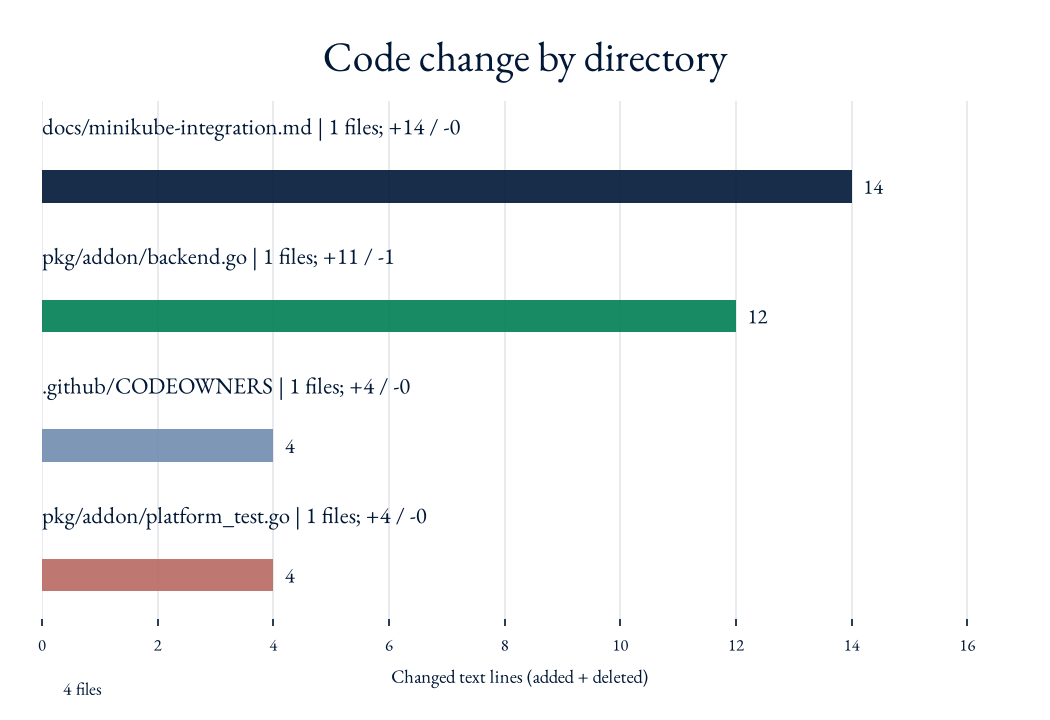 Code change by directory
docs/minikube-integration.md | 1 files; +14 / -0
14
pkg/addon/backend.go | 1 files; +11 / -1
12
.github/CODEOWNERS | 1 files; +4 / -0
4
pkg/addon/platform_test.go | 1 files; +4 / -0
4
0 2 4 6 8 10 12 14 16
Changed text lines (added + deleted)
4 files